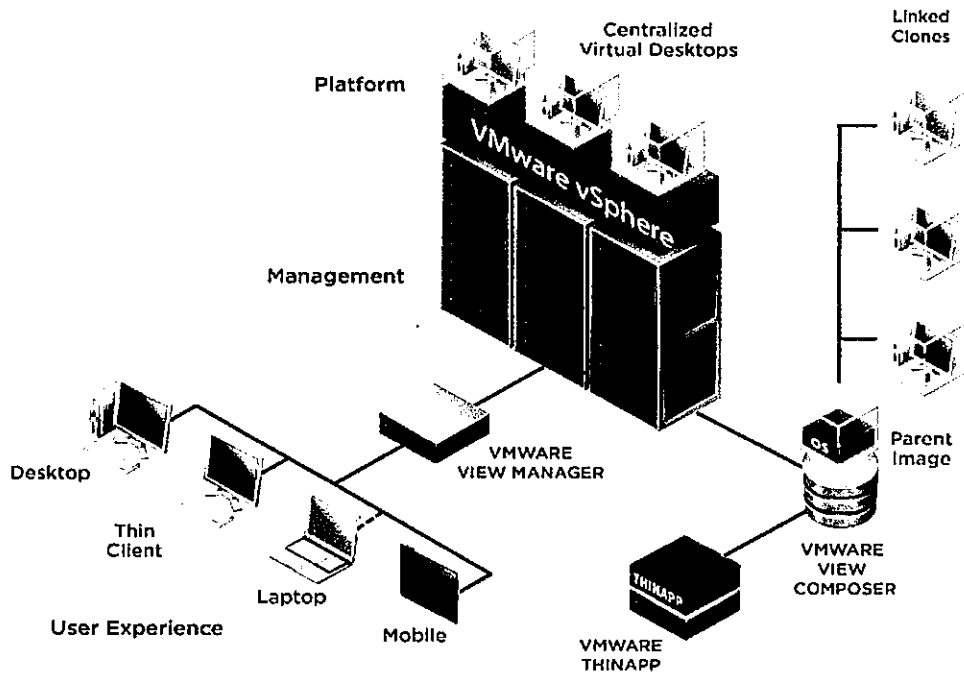 Linked
Clones
Centralized
Virtual Desktops
Platform
VMware vSphere
Management
Desktop
Thin
Client
Laptop
Mobile
User Experience
VMWARE
VIEW MANAGER
OS
Parent
Image
VMWARE
VIEW
COMPOSER
THINAPP
VMWARE
THINAPP